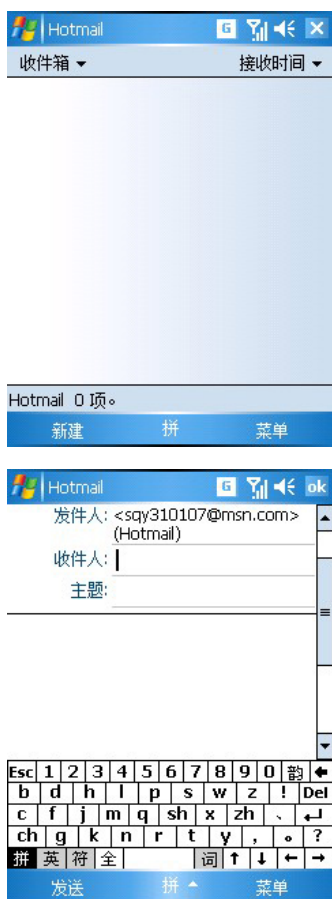 Hotmail G
收件箱 接收时间
Hotmail 0 项。
新建 拼 菜单
Hotmail G ok
发件人: <sqy310107@msn.com>
(Hotmail)
收件人:
主题:
Esc 1 2 3 4 5 6 7 8 9 0 韵 ←
b d h l p s w z ! Del
c f j m q sh x zh 、 ↵
ch g k n r t y , 。 ?
拼 英 符 全 词 ↑ ↓ ← →
发送 拼 菜单